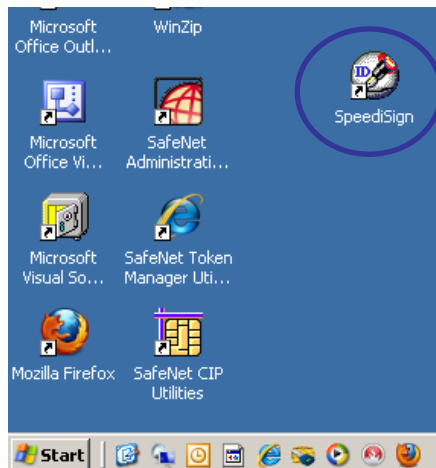 Microsoft
Office Outl...
WinZip
ID
SpeediSign
Microsoft
Office Vi...
SafeNet
Administrati...
Microsoft
Visual So...
SafeNet Token
Manager Uti...
Mozilla Firefox
SafeNet CIP
Utilities
Start